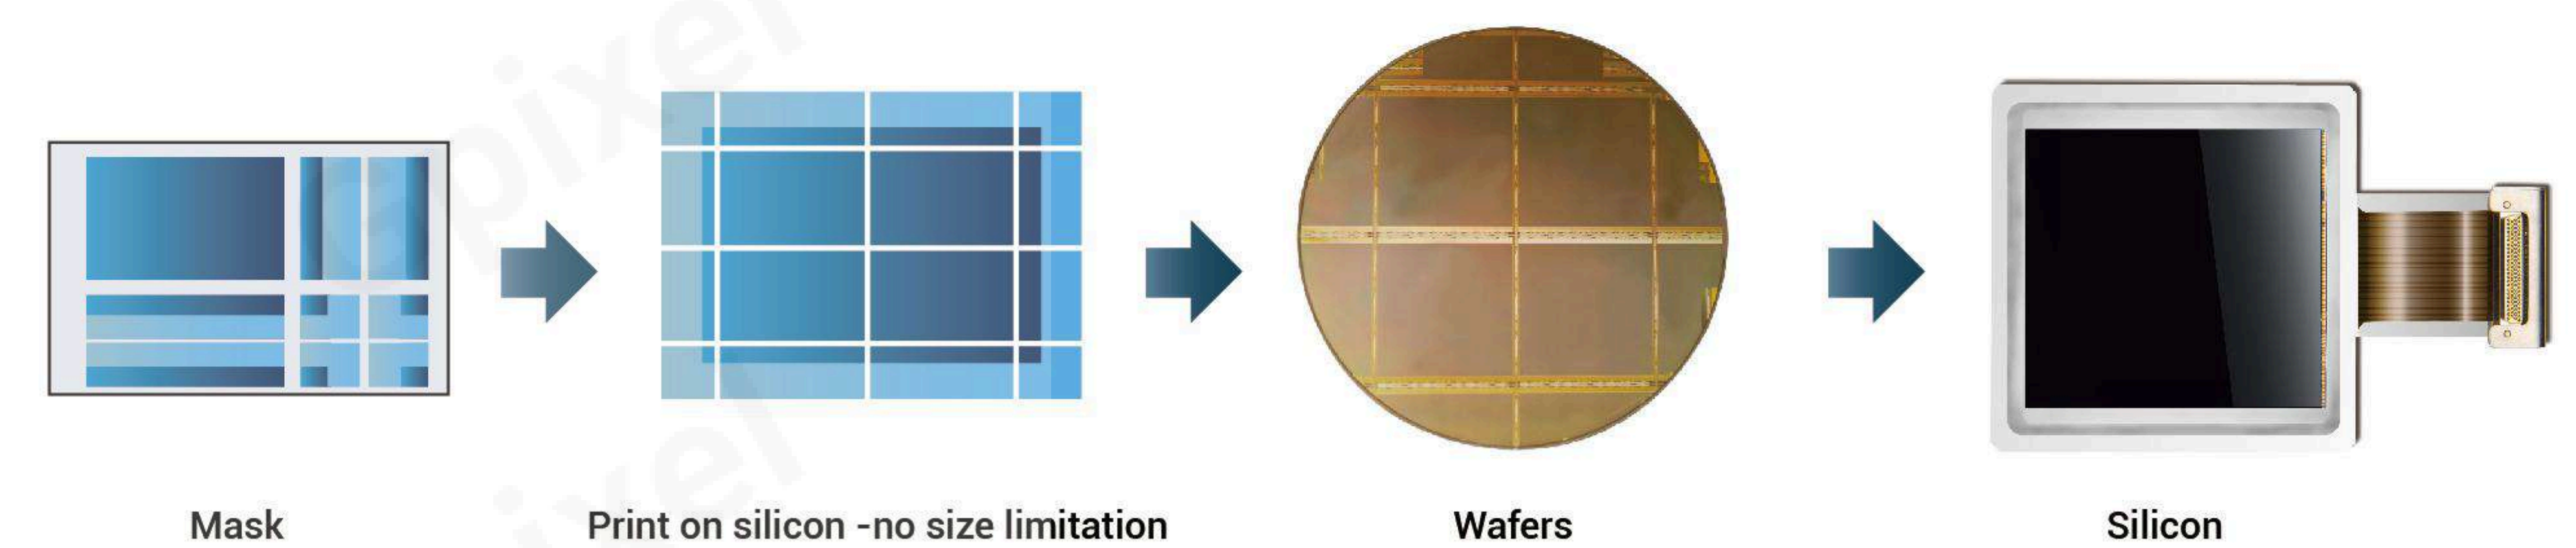 Mask
Print on silicon -no size limitation
Wafers
Silicon